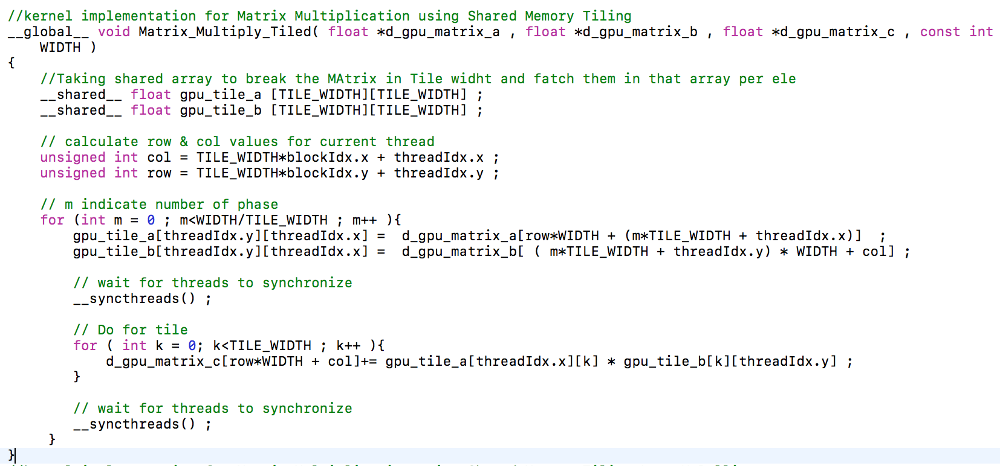 //kernel implementation for Matrix Multiplication using Shared Memory Tiling
__global__ void Matrix_Multiply_Tiled( float *d_gpu_matrix_a , float *d_gpu_matrix_b , float *d_gpu_matrix_c , const int
WIDTH )
{
//Taking shared array to break the MAtrix in Tile widht and fatch them in that array per ele
__shared__ float gpu_tile_a [TILE_WIDTH][TILE_WIDTH] ;
__shared__ float gpu_tile_b [TILE_WIDTH][TILE_WIDTH] ;
// calculate row & col values for current thread
unsigned int col = TILE_WIDTH*blockIdx.x + threadIdx.x ;
unsigned int row = TILE_WIDTH*blockIdx.y + threadIdx.y ;
// m indicate number of phase
for (int m = 0 ; m<WIDTH/TILE_WIDTH ; m++ ){
gpu_tile_a[threadIdx.y][threadIdx.x] =  d_gpu_matrix_a[row*WIDTH + (m*TILE_WIDTH + threadIdx.x)]  ;
gpu_tile_b[threadIdx.y][threadIdx.x] =  d_gpu_matrix_b[ ( m*TILE_WIDTH + threadIdx.y) * WIDTH + col] ;
// wait for threads to synchronize
__syncthreads() ;
// Do for tile
for ( int k = 0; k<TILE_WIDTH ; k++ ){
d_gpu_matrix_c[row*WIDTH + col]+= gpu_tile_a[threadIdx.x][k] * gpu_tile_b[k][threadIdx.y] ;
}
// wait for threads to synchronize
__syncthreads() ;
}
}